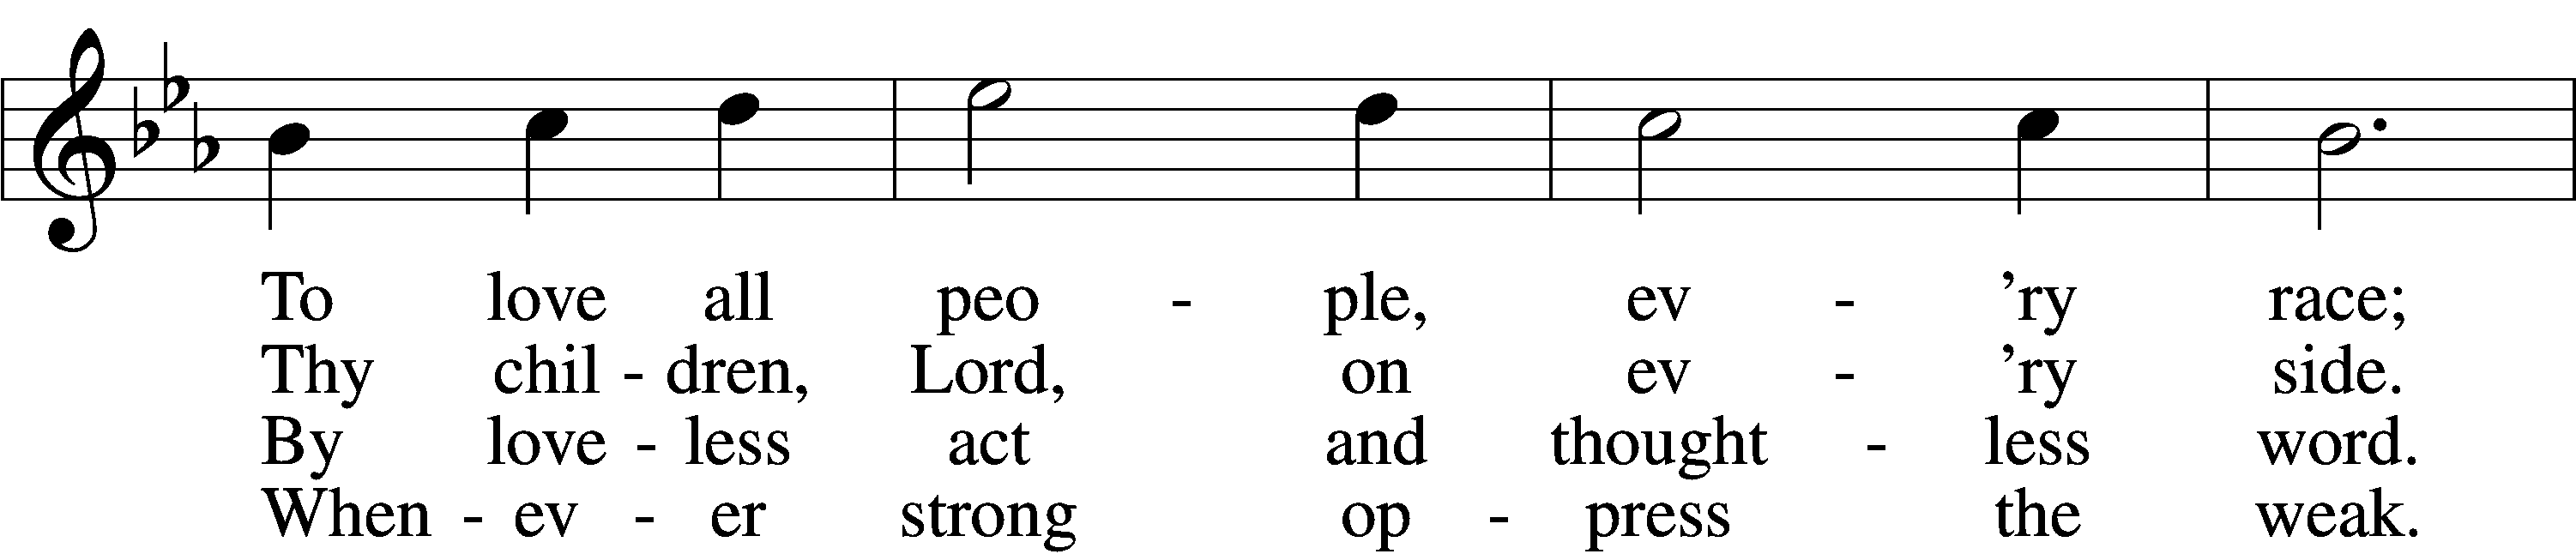 To love all peo - ple, ev - ’ry race;
Thy chil - dren, Lord, on ev - ’ry side.
By love - less act and thought - less word.
When - ev - er strong op - press the weak.